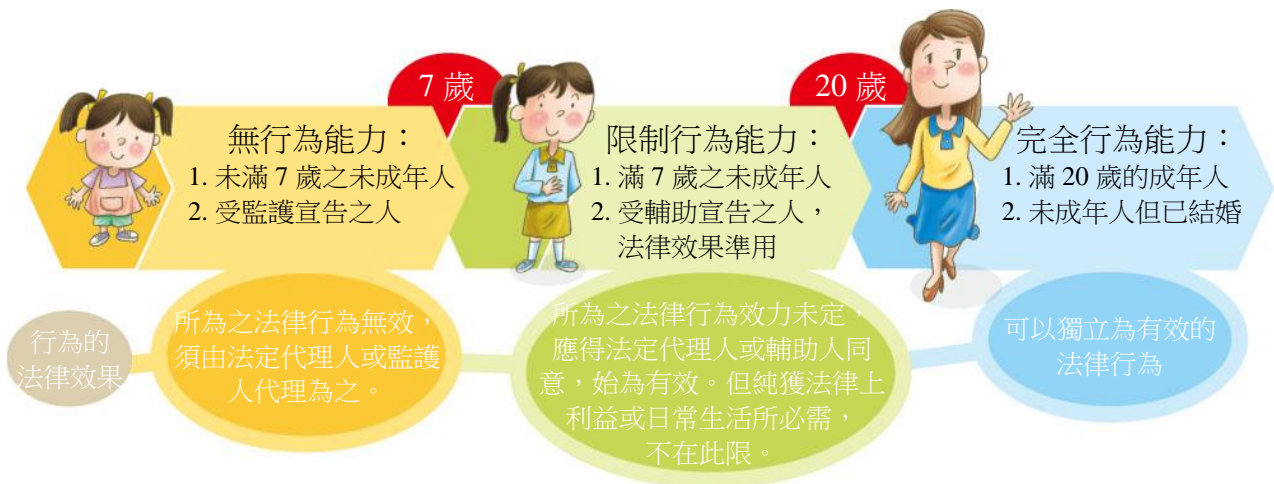 7 歲
20 歲
無行為能力：
1. 未滿 7 歲之未成年人
2. 受監護宣告之人
限制行為能力：
1. 滿 7 歲之未成年人
2. 受輔助宣告之人，
法律效果準用
完全行為能力：
1. 滿 20 歲的成年人
2. 未成年人但已結婚
行為的
法律效果
所為之法律行為無效，
須由法定代理人或監護
人代理為之。
所為之法律行為效力未定，
應得法定代理人或輔助人同
意，始為有效。但純獲法律上
利益或日常生活所必需，
不在此限。
可以獨立為有效的
法律行為